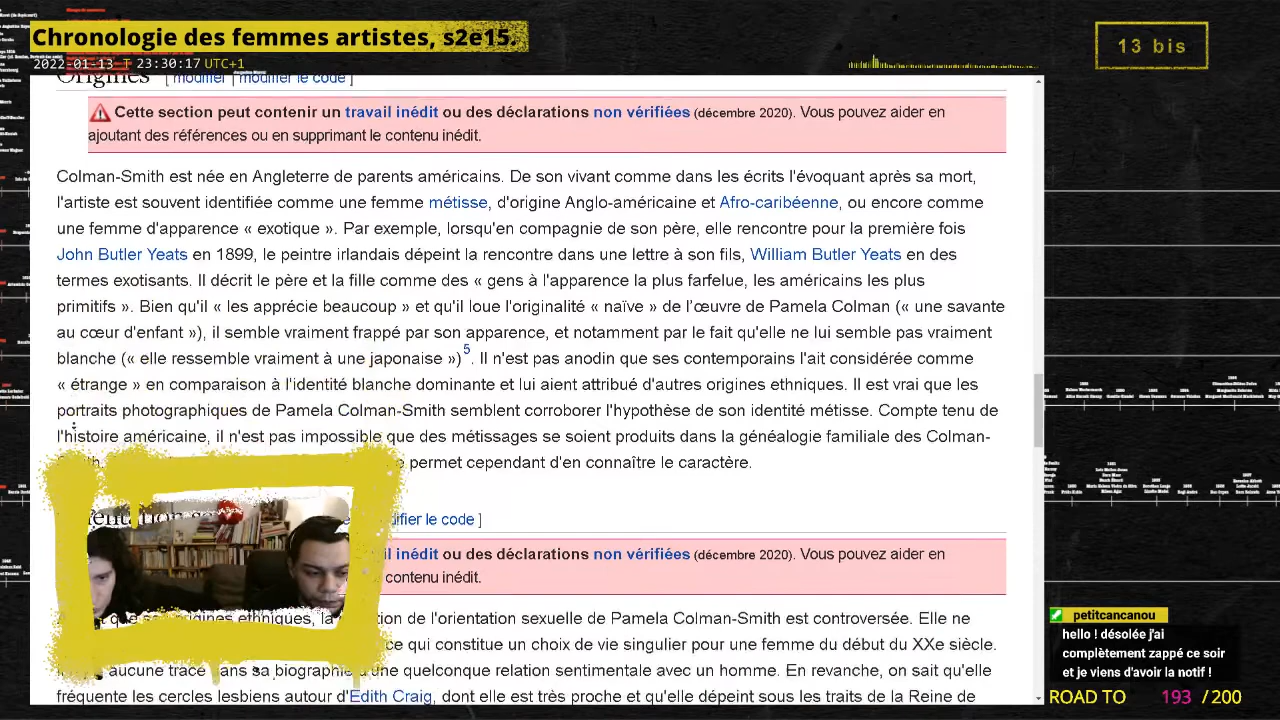 Chronologie des femmes artistes, s2e15
13 bis
2022-01-13 T 23:30:17 UTC+1
Origines [ modifier | modifier le code ]
Cette section peut contenir un travail inédit ou des déclarations non vérifiées (décembre 2020). Vous pouvez aider en
ajoutant des références ou en supprimant le contenu inédit.
Colman-Smith est née en Angleterre de parents américains. De son vivant comme dans les écrits l'évoquant après sa mort,
l'artiste est souvent identifiée comme une femme métisse, d'origine Anglo-américaine et Afro-caribéenne, ou encore comme
une femme d'apparence « exotique ». Par exemple, lorsqu'en compagnie de son père, elle rencontre pour la première fois
John Butler Yeats en 1899, le peintre irlandais dépeint la rencontre dans une lettre à son fils, William Butler Yeats en des
termes exotisants. Il décrit le père et la fille comme des « gens à l'apparence la plus farfelue, les américains les plus
primitifs ». Bien qu'il « les apprécie beaucoup » et qu'il loue l'originalité « naïve » de l'œuvre de Pamela Colman (« une savante
au cœur d'enfant »), il semble vraiment frappé par son apparence, et notamment par le fait qu'elle ne lui semble pas vraiment
blanche (« elle ressemble vraiment à une japonaise »)5. Il n'est pas anodin que ses contemporains l'ait considérée comme
« étrange » en comparaison à l'identité blanche dominante et lui aient attribué d'autres origines ethniques. Il est vrai que les
portraits photographiques de Pamela Colman-Smith semblent corroborer l'hypothèse de son identité métisse. Compte tenu de
l'histoire américaine, il n'est pas impossible que des métissages se soient produits dans la généalogie familiale des Colman-
permet cependant d'en connaître le caractère.
modifier le code ]
inédit ou des déclarations non vérifiées (décembre 2020). Vous pouvez aider en
contenu inédit.
origines ethniques, la question de l'orientation sexuelle de Pamela Colman-Smith est controversée. Elle ne
ce qui constitue un choix de vie singulier pour une femme du début du XXe siècle.
aucune trace dans sa biographie d'une quelconque relation sentimentale avec un homme. En revanche, on sait qu'elle
fréquente les cercles lesbiens autour d'Edith Craig, dont elle est très proche et qu'elle dépeint sous les traits de la Reine de
petitcancanou
hello ! désolée j'ai
complètement zappé ce soir
et je viens d'avoir la notif !
ROAD TO 193 / 200